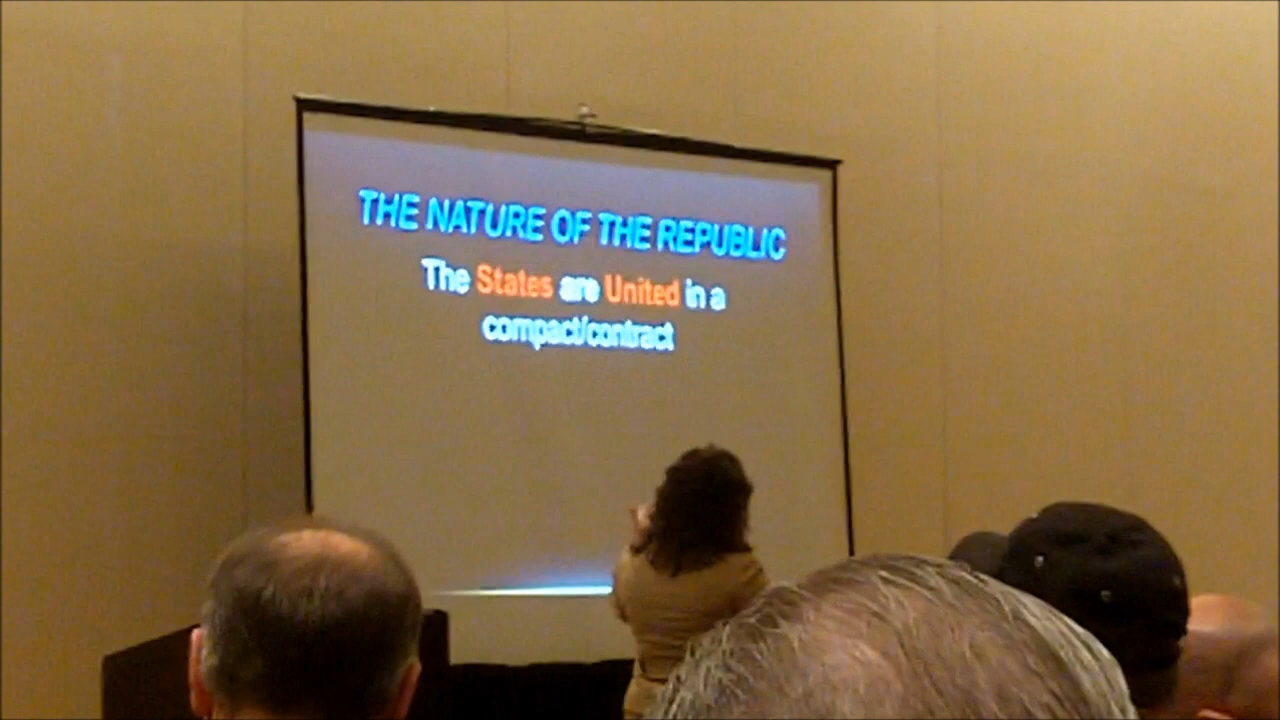 THE NATURE OF THE REPUBLIC
The States are United in a
compact/contract